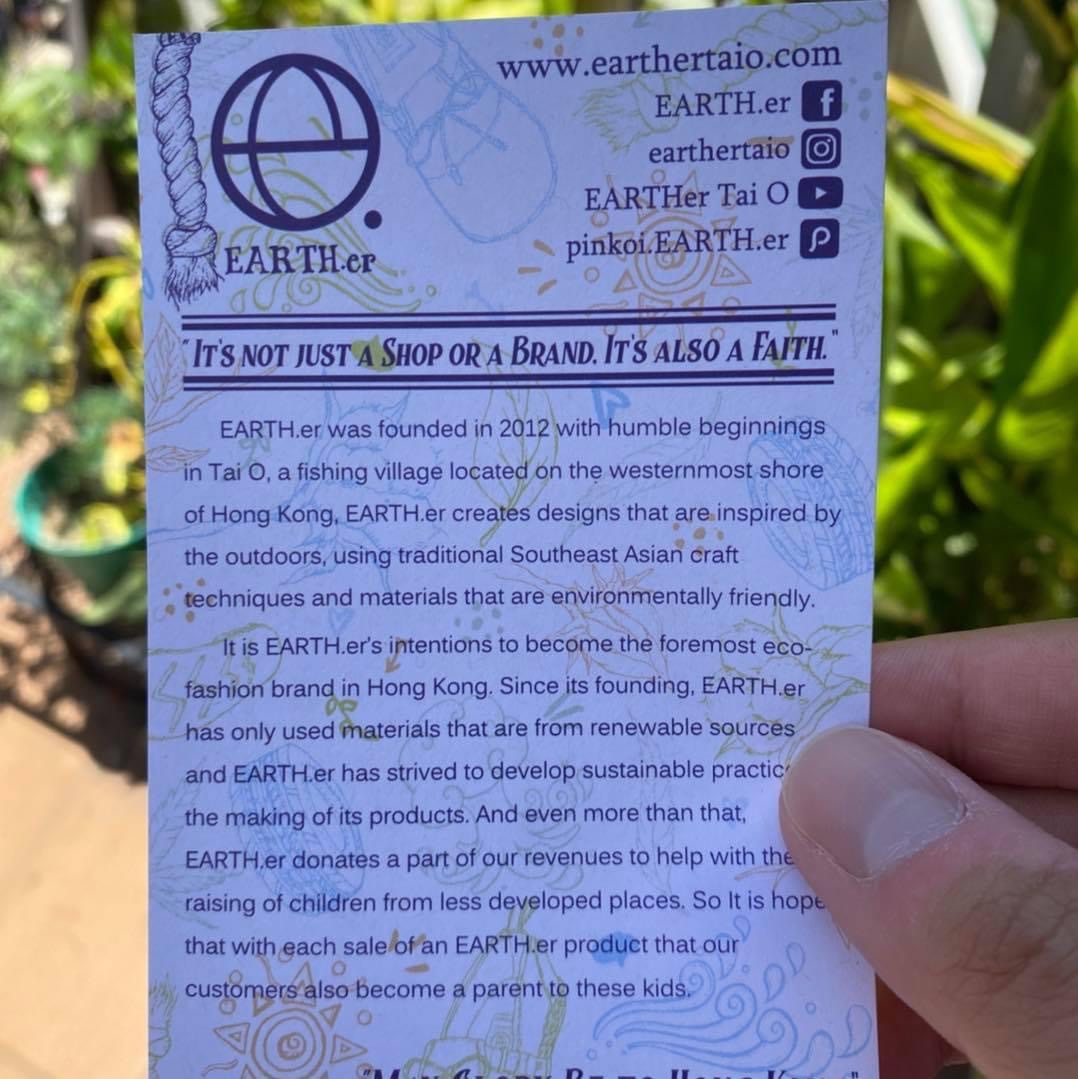 www.earthertaio.com
EARTH.er
earthertaio
EARTHer Tai O
pinkoi.EARTH.er
EARTH.er
"It's not just a Shop or a Brand. It's also a Faith."
EARTH.er was founded in 2012 with humble beginnings
in Tai O, a fishing village located on the westernmost shore
of Hong Kong, EARTH.er creates designs that are inspired by
the outdoors, using traditional Southeast Asian craft
techniques and materials that are environmentally friendly.
It is EARTH.er's intentions to become the foremost eco-
fashion brand in Hong Kong. Since its founding, EARTH.er
has only used materials that are from renewable sources
and EARTH.er has strived to develop sustainable
the making of its products. And even more than that,
EARTH.er donates a part of our revenues to help with the
raising of children from less developed places. So It is hope
that with each sale of an EARTH.er product that our
customers also become a parent to these kids.